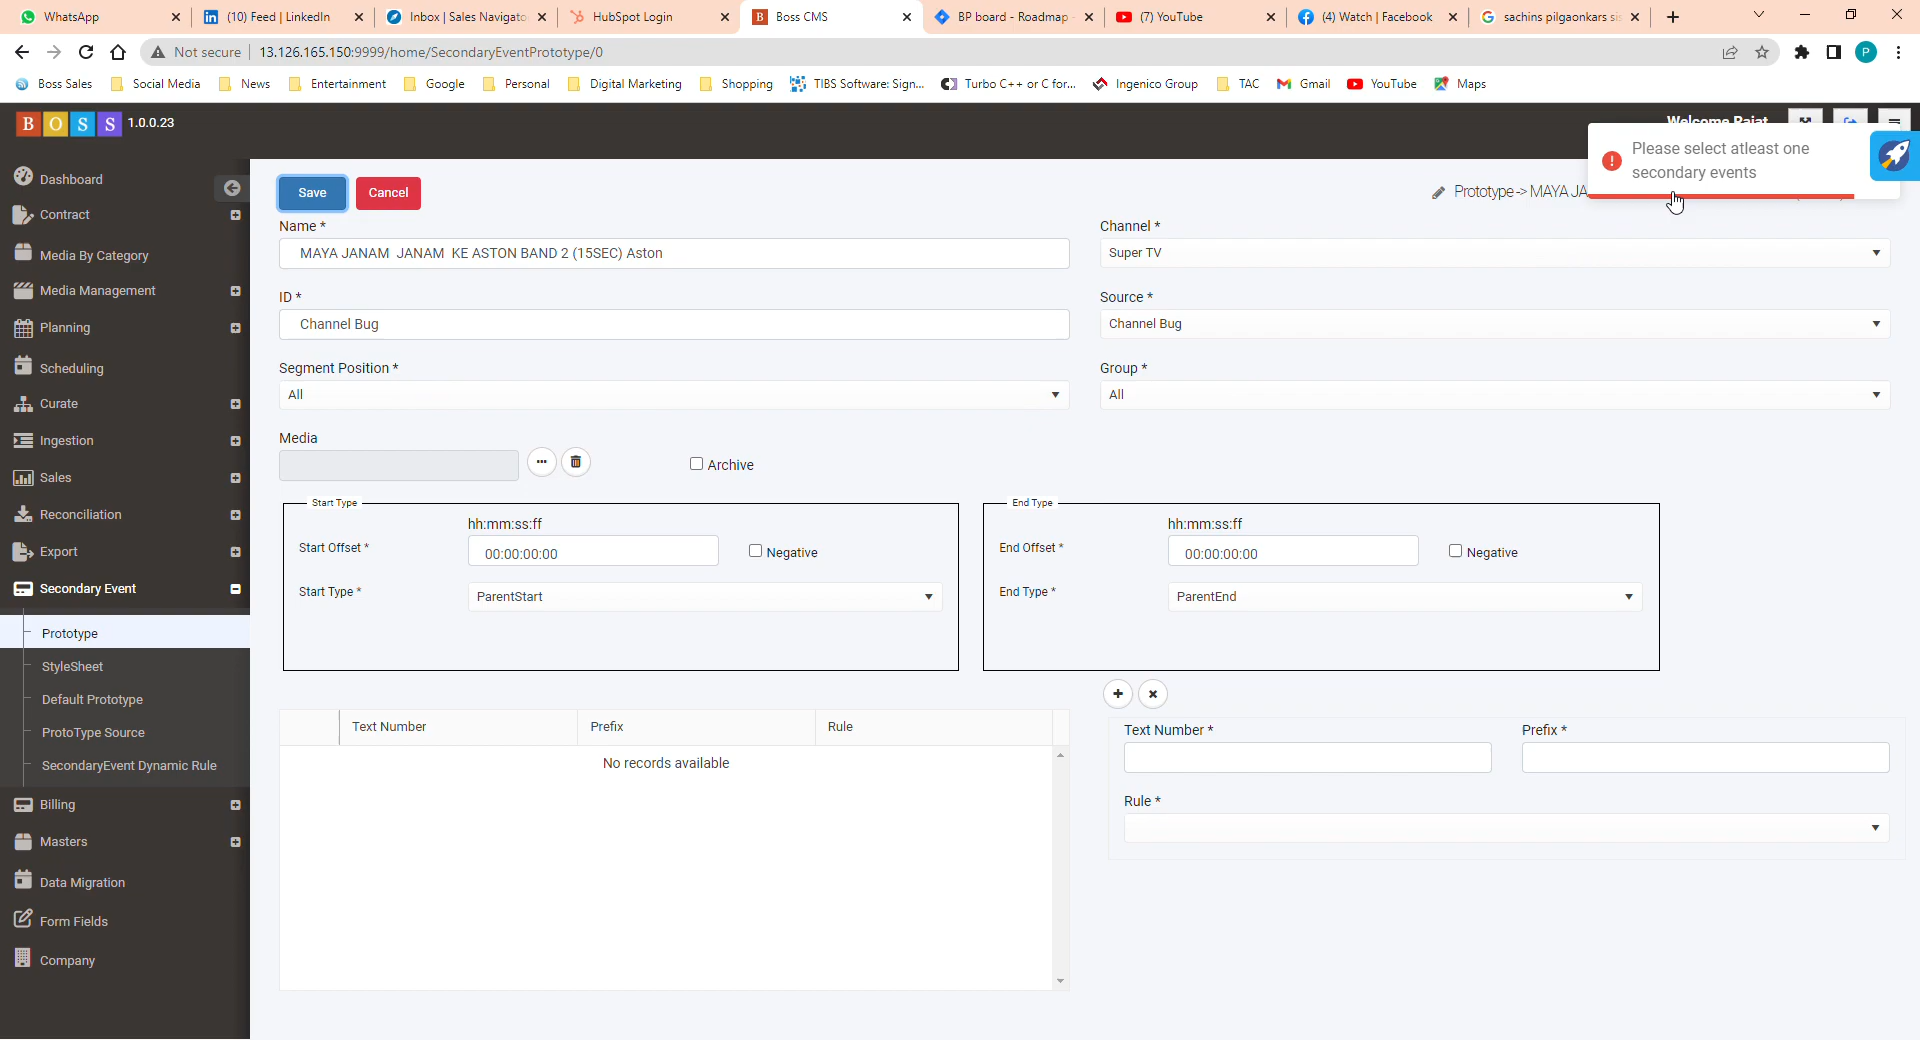 WhatsApp
(10) Feed | LinkedIn
Inbox | Sales Navigato
HubSpot Login
Boss CMS
BP board - Roadmap -
(7) YouTube
(4) Watch | Facebook
sachins pilgaonkars sis
Not secure
13.126.165.150:9999/home/SecondaryEventPrototype/0
P
Boss Sales
Social Media
News
Entertainment
Google
Personal
Digital Marketing
Shopping
TIBS Software: Sign...
Turbo C++ or C for...
Ingenico Group
TAC
Gmail
YouTube
Maps
BOSS 1.0.0.23
Welcome Rajat
Please select atleast one
secondary events
Dashboard
Contract
Media By Category
Media Management
Planning
Scheduling
Curate
Ingestion
Sales
Reconciliation
Export
Secondary Event
Prototype
StyleSheet
Default Prototype
ProtoType Source
SecondaryEvent Dynamic Rule
Billing
Masters
Data Migration
Form Fields
Company
Save
Cancel
Prototype-> MAYA JA
Name *
MAYA JANAM  JANAM  KE ASTON BAND 2 (15SEC) Aston
Channel *
Super TV
ID *
Channel Bug
Source *
Channel Bug
Segment Position *
All
Group *
All
Media
...
Archive
Start Type
hh:mm:ss:ff
Start Offset *
00:00:00:00
Negative
Start Type *
ParentStart
End Type
hh:mm:ss:ff
End Offset *
00:00:00:00
Negative
End Type *
ParentEnd
Text Number
Prefix
Rule
No records available
Text Number *
Prefix *
Rule *